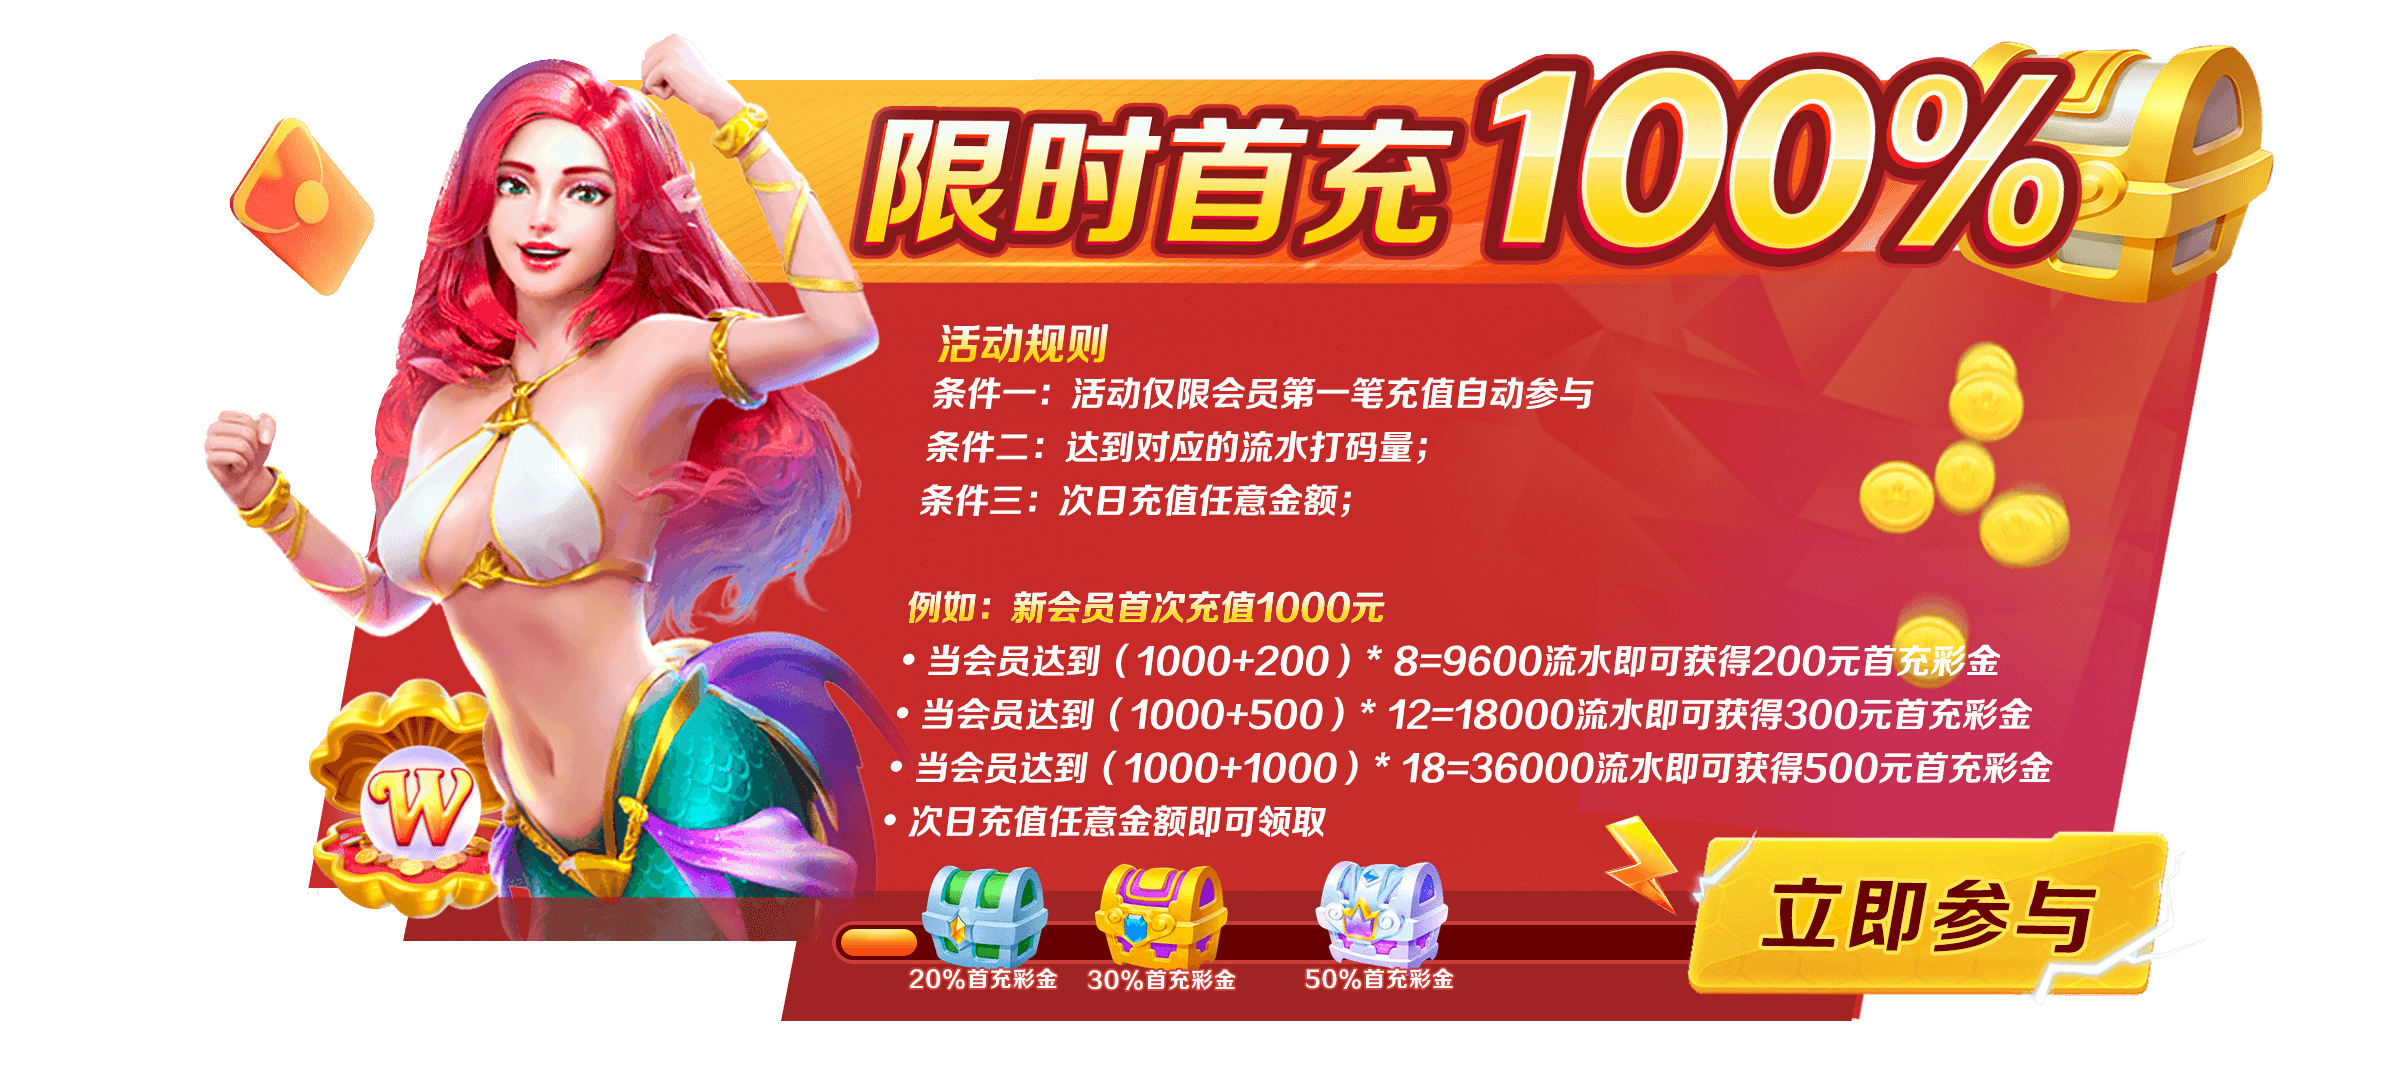 限时首充100%
活动规则
条件一：活动仅限会员第一笔充值自动参与
条件二：达到对应的流水打码量；
条件三：次日充值任意金额；
例如：新会员首次充值1000元
• 当会员达到（1000+200）* 8=9600流水即可获得200元首充彩金
• 当会员达到（1000+500）* 12=18000流水即可获得300元首充彩金
• 当会员达到（1000+1000）* 18=36000流水即可获得500元首充彩金
• 次日充值任意金额即可领取
W
立即参与
20%首充彩金 30%首充彩金 50%首充彩金